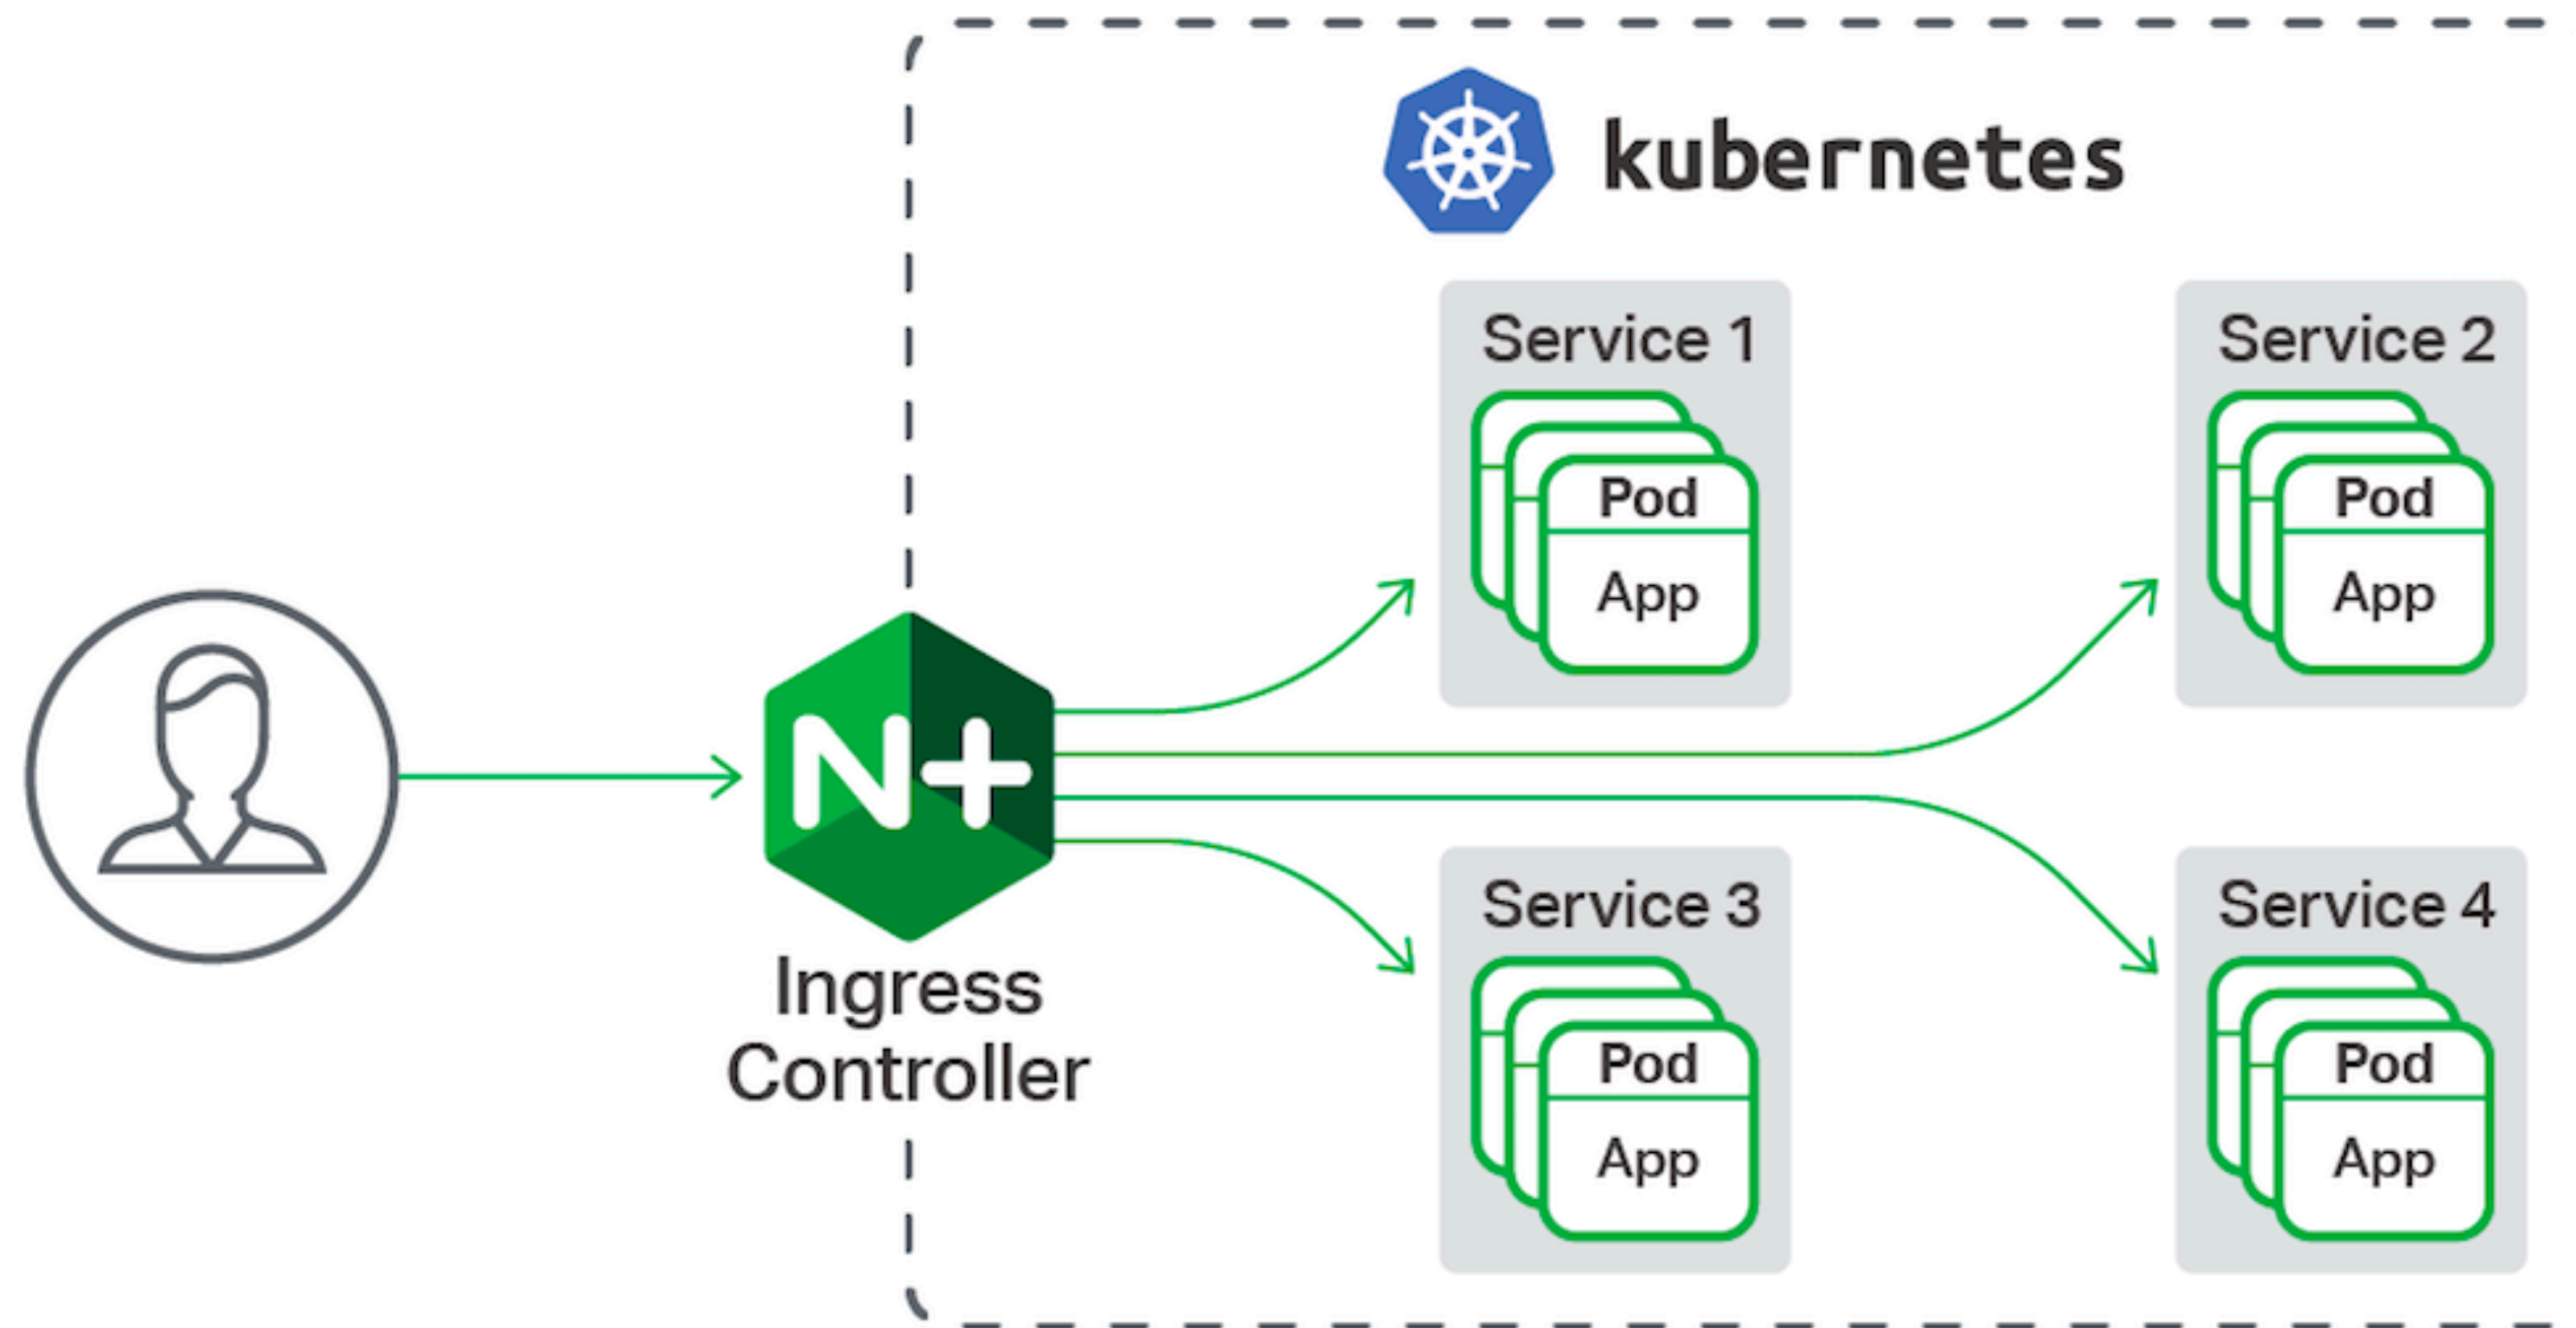 kubernetes
Service 1
Pod
App
Service 2
Pod
App
N+
Ingress
Controller
Service 3
Pod
App
Service 4
Pod
App